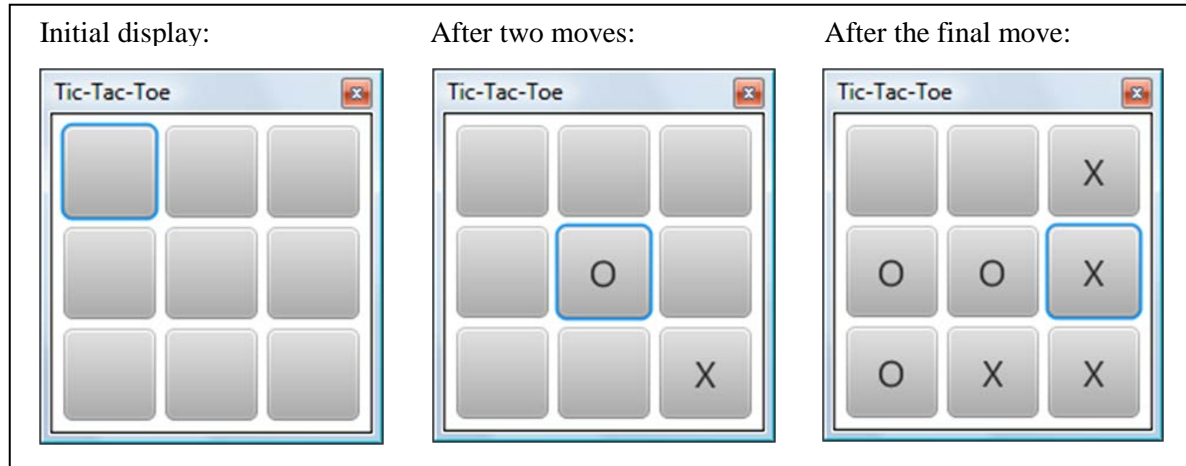 Initial display: After two moves: After the final move:
Tic-Tac-Toe x Tic-Tac-Toe x Tic-Tac-Toe x
X
O O O X
X O X X